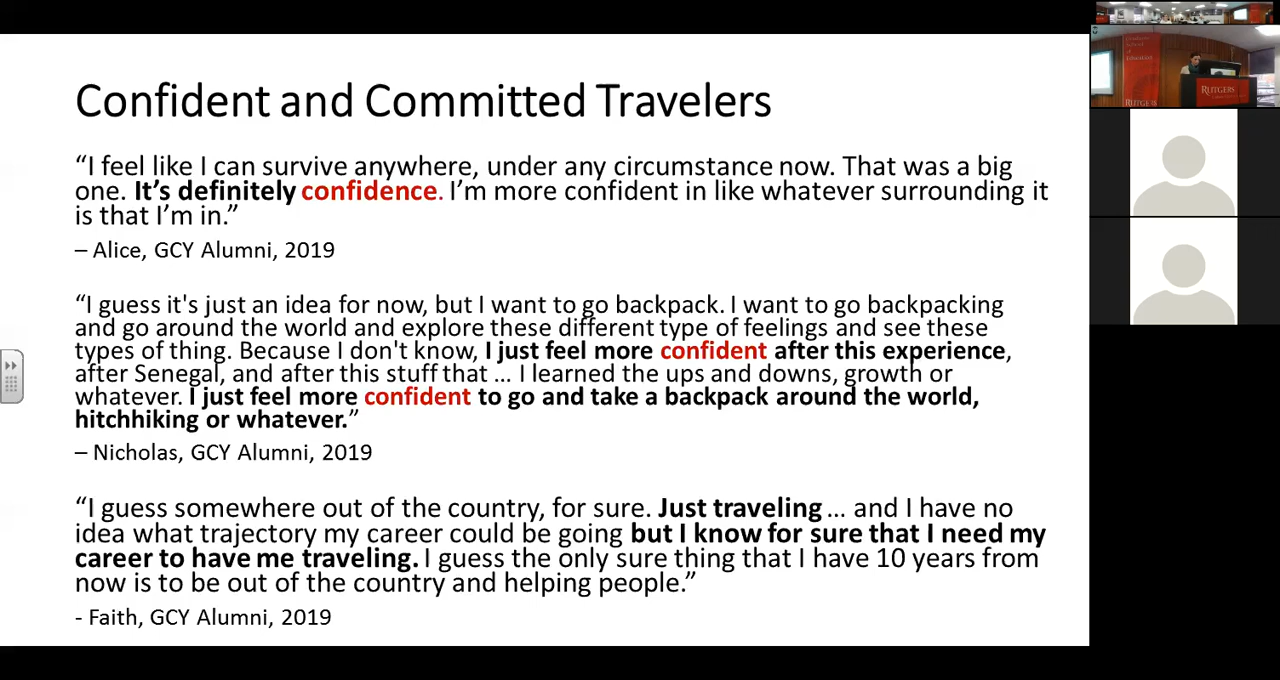 Confident and Committed Travelers
“I feel like I can survive anywhere, under any circumstance now. That was a big
one. It’s definitely confidence. I’m more confident in like whatever surrounding it
is that I’m in.”
– Alice, GCY Alumni, 2019
“I guess it's just an idea for now, but I want to go backpack. I want to go backpacking
and go around the world and explore these different type of feelings and see these
types of thing. Because I don't know, I just feel more confident after this experience,
after Senegal, and after this stuff that … I learned the ups and downs, growth or
whatever. I just feel more confident to go and take a backpack around the world,
hitchhiking or whatever.”
– Nicholas, GCY Alumni, 2019
“I guess somewhere out of the country, for sure. Just traveling … and I have no
idea what trajectory my career could be going but I know for sure that I need my
career to have me traveling. I guess the only sure thing that I have 10 years from
now is to be out of the country and helping people.”
- Faith, GCY Alumni, 2019
Graduate
School
of
Education
RUTGERS
RUTGERS